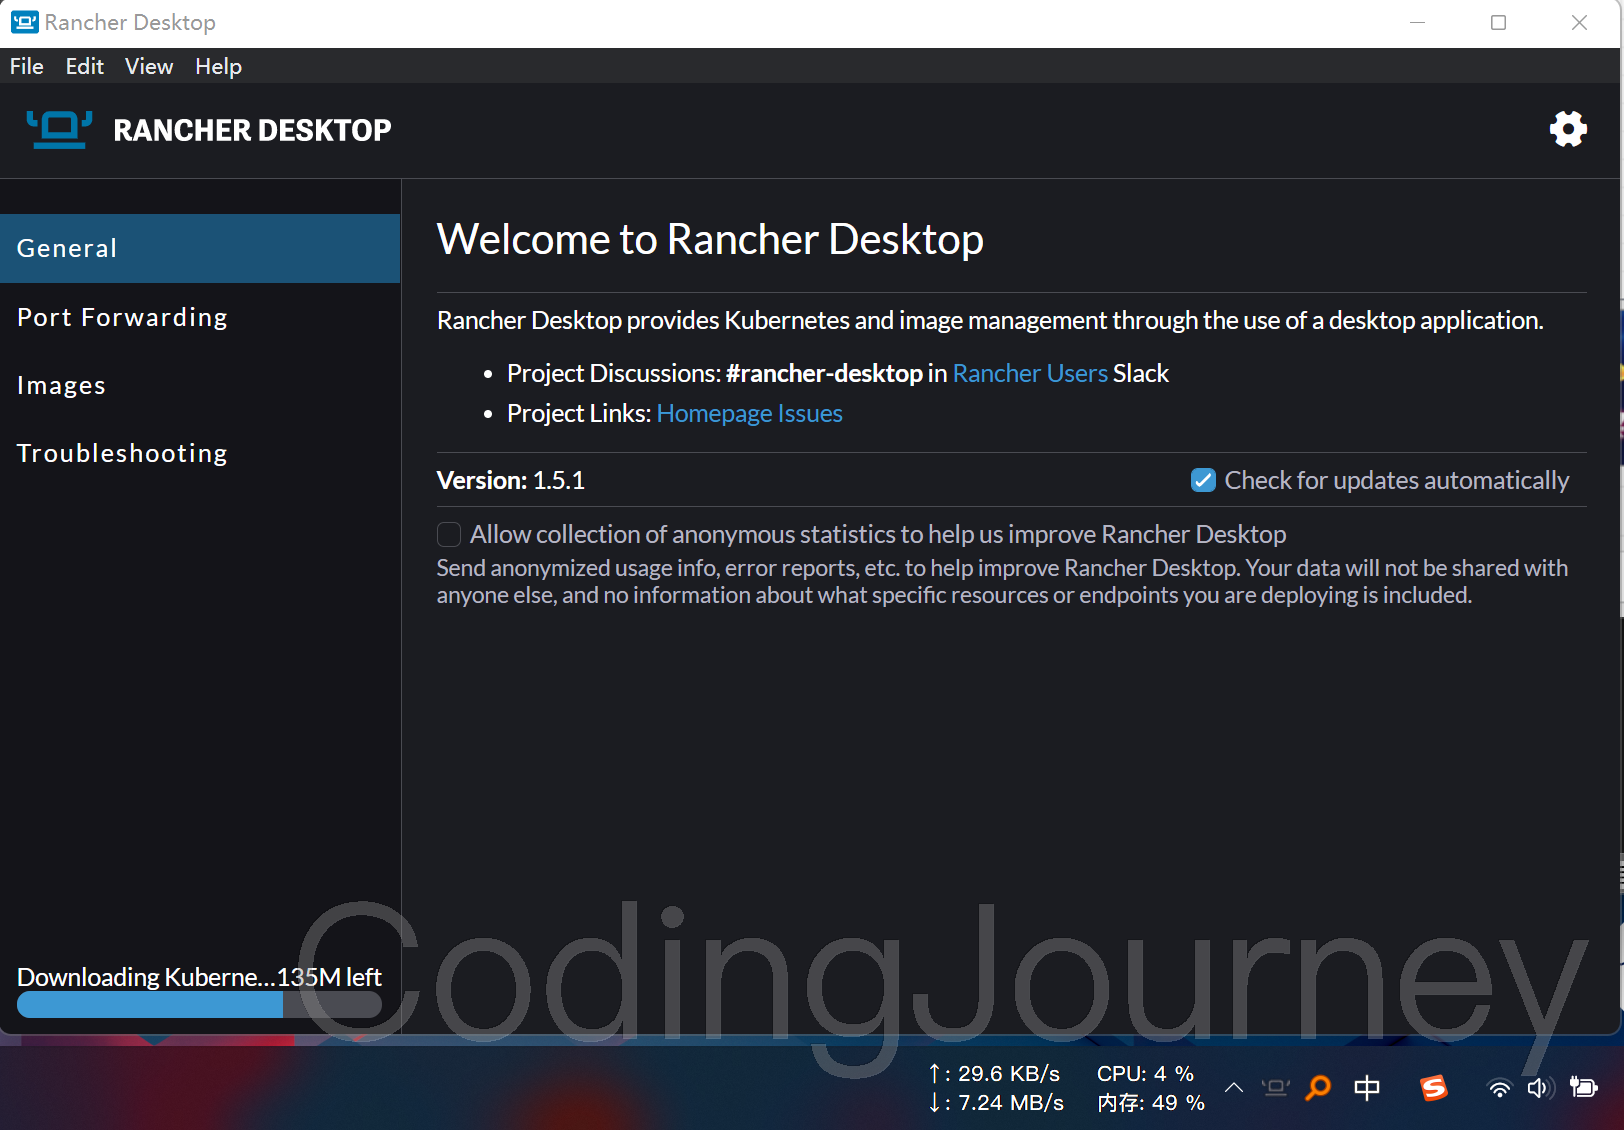 Rancher Desktop
File Edit View Help
RANCHER DESKTOP
General
Port Forwarding
Images
Troubleshooting
Welcome to Rancher Desktop
Rancher Desktop provides Kubernetes and image management through the use of a desktop application.
• Project Discussions: #rancher-desktop in Rancher Users Slack
• Project Links: Homepage Issues
Version: 1.5.1
Check for updates automatically
Allow collection of anonymous statistics to help us improve Rancher Desktop
Send anonymized usage info, error reports, etc. to help improve Rancher Desktop. Your data will not be shared with
anyone else, and no information about what specific resources or endpoints you are deploying is included.
Downloading Kuberne...135M left
CodingJourney
↑: 29.6 KB/s CPU: 4 %
↓: 7.24 MB/s 内存: 49 %
中
S